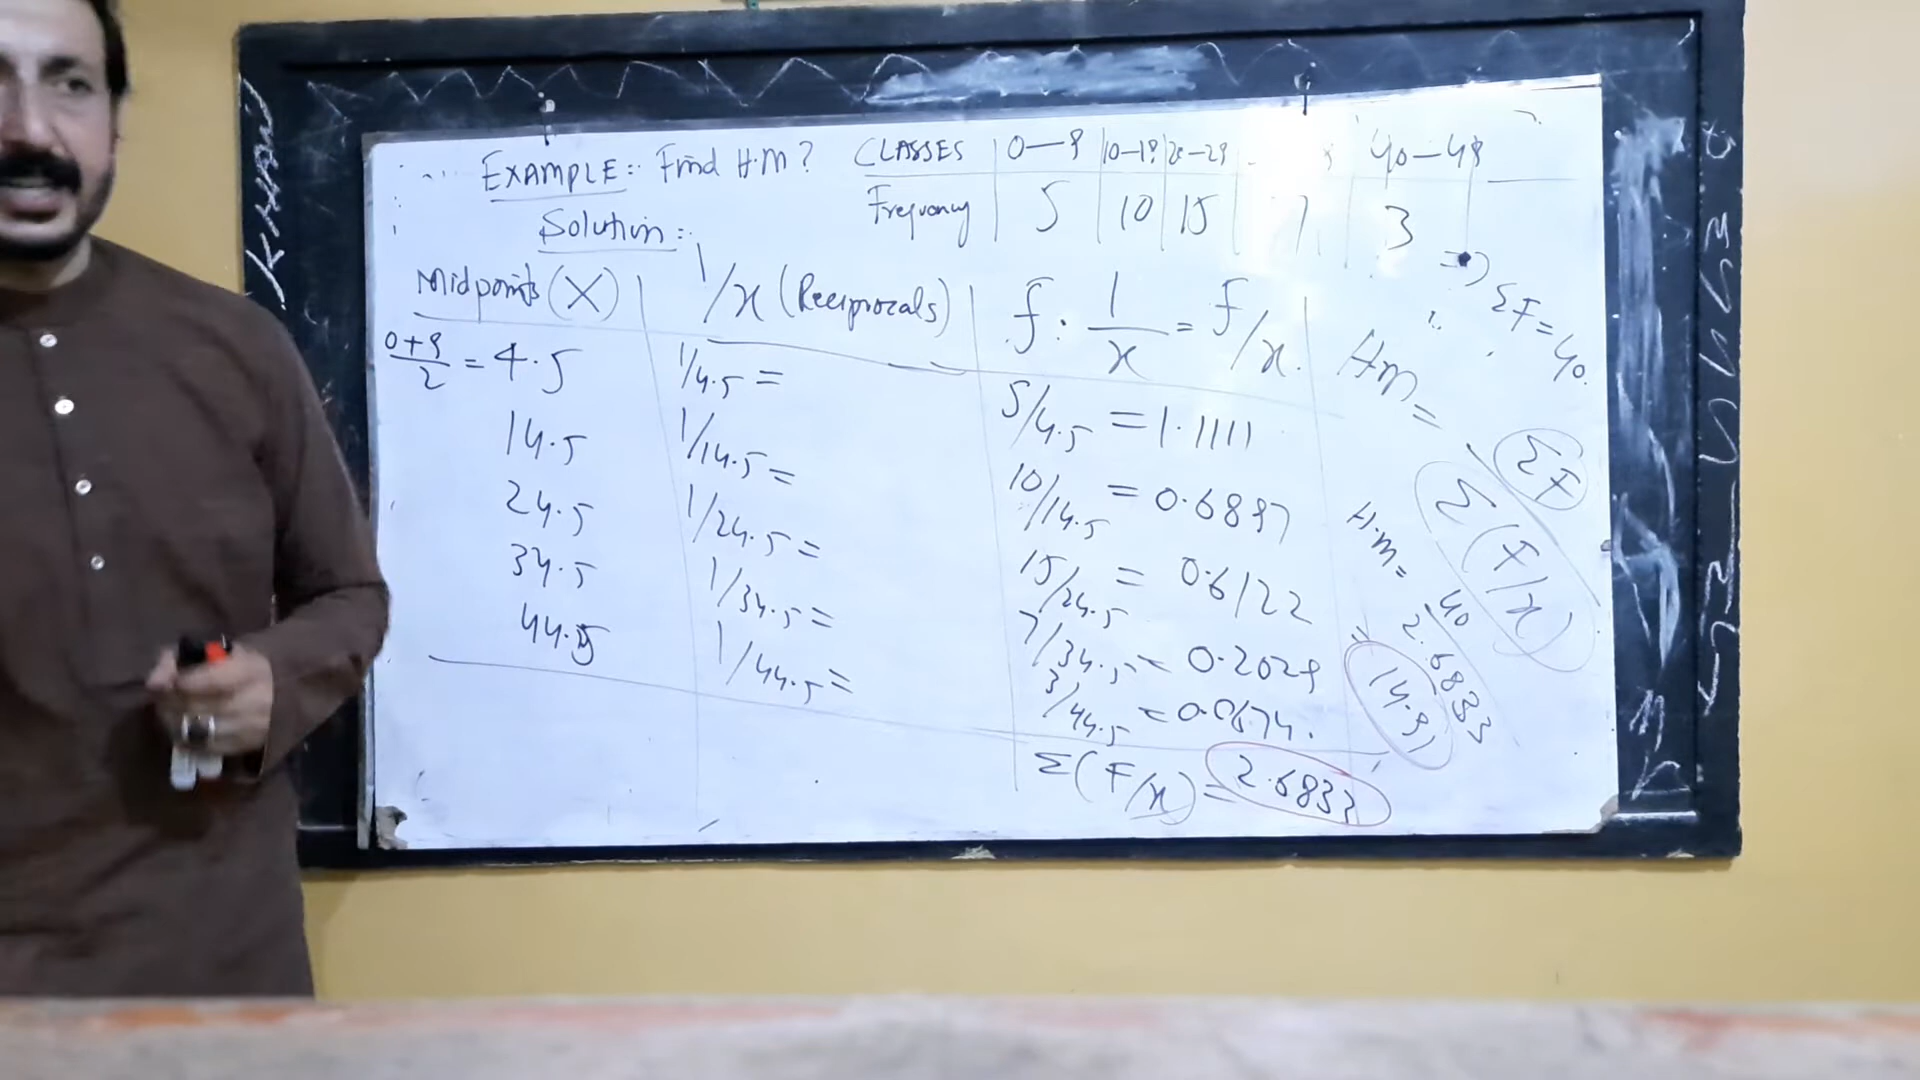 EXAMPLE:- Find H.M? CLASSES 0—9 10—19 20—29 40—49
Frequency 5 10 15 7 3
Solution:-
=> ΣF = 40
Midpoints (X) 1/x (Reciprocals) f · 1/x = f/x
0+9/2 = 4.5 1/4.5 = 5/4.5 = 1.1111
14.5 1/14.5 = 10/14.5 = 0.6897
24.5 1/24.5 = 15/24.5 = 0.6122
34.5 1/34.5 = 7/34.5 = 0.2029
44.5 1/44.5 = 3/44.5 = 0.0674
Σ(F/x) = 2.6833
Hm = ΣF / Σ(F/x)
H.m = 40 / 2.6833
= 14.91
KHAN